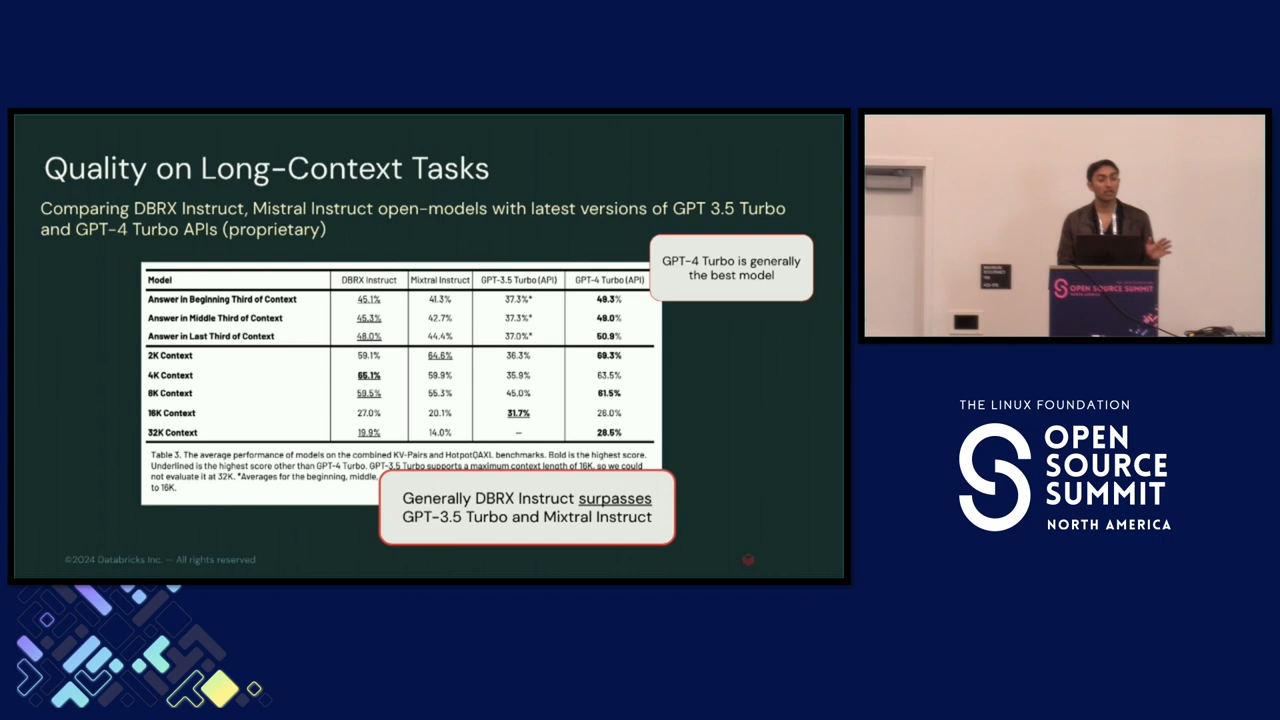 Quality on Long-Context Tasks
Comparing DBRX Instruct, Mistral Instruct open-models with latest versions of GPT 3.5 Turbo
and GPT-4 Turbo APIs (proprietary)
GPT-4 Turbo is generally
the best model
Model DBRX Instruct Mixtral Instruct GPT-3.5 Turbo (API) GPT-4 Turbo (API)
Answer in Beginning Third of Context 45.1% 41.3% 37.3%* 49.3%
Answer in Middle Third of Context 45.3% 42.7% 37.3%* 49.0%
Answer in Last Third of Context 48.0% 44.4% 37.0%* 50.9%
2K Context 59.1% 64.6% 36.3% 69.3%
4K Context 65.1% 59.9% 35.9% 63.5%
8K Context 59.5% 55.3% 45.0% 61.5%
16K Context 27.0% 20.1% 31.7% 26.0%
32K Context 19.9% 14.0% — 28.5%
Table 3. The average performance of models on the combined KV-Pairs and HotpotQAXL benchmarks. Bold is the highest score.
Underlined is the highest score other than GPT-4 Turbo. GPT-3.5 Turbo supports a maximum context length of 16K, so we could
not evaluate it at 32K. *Averages for the beginning, middle,
to 16K.
Generally DBRX Instruct surpasses
GPT-3.5 Turbo and Mixtral Instruct
©2024 Databricks Inc. — All rights reserved
OPEN SOURCE SUMMIT
NORTH AMERICA
THE LINUX FOUNDATION
OPEN
SOURCE
SUMMIT
NORTH AMERICA